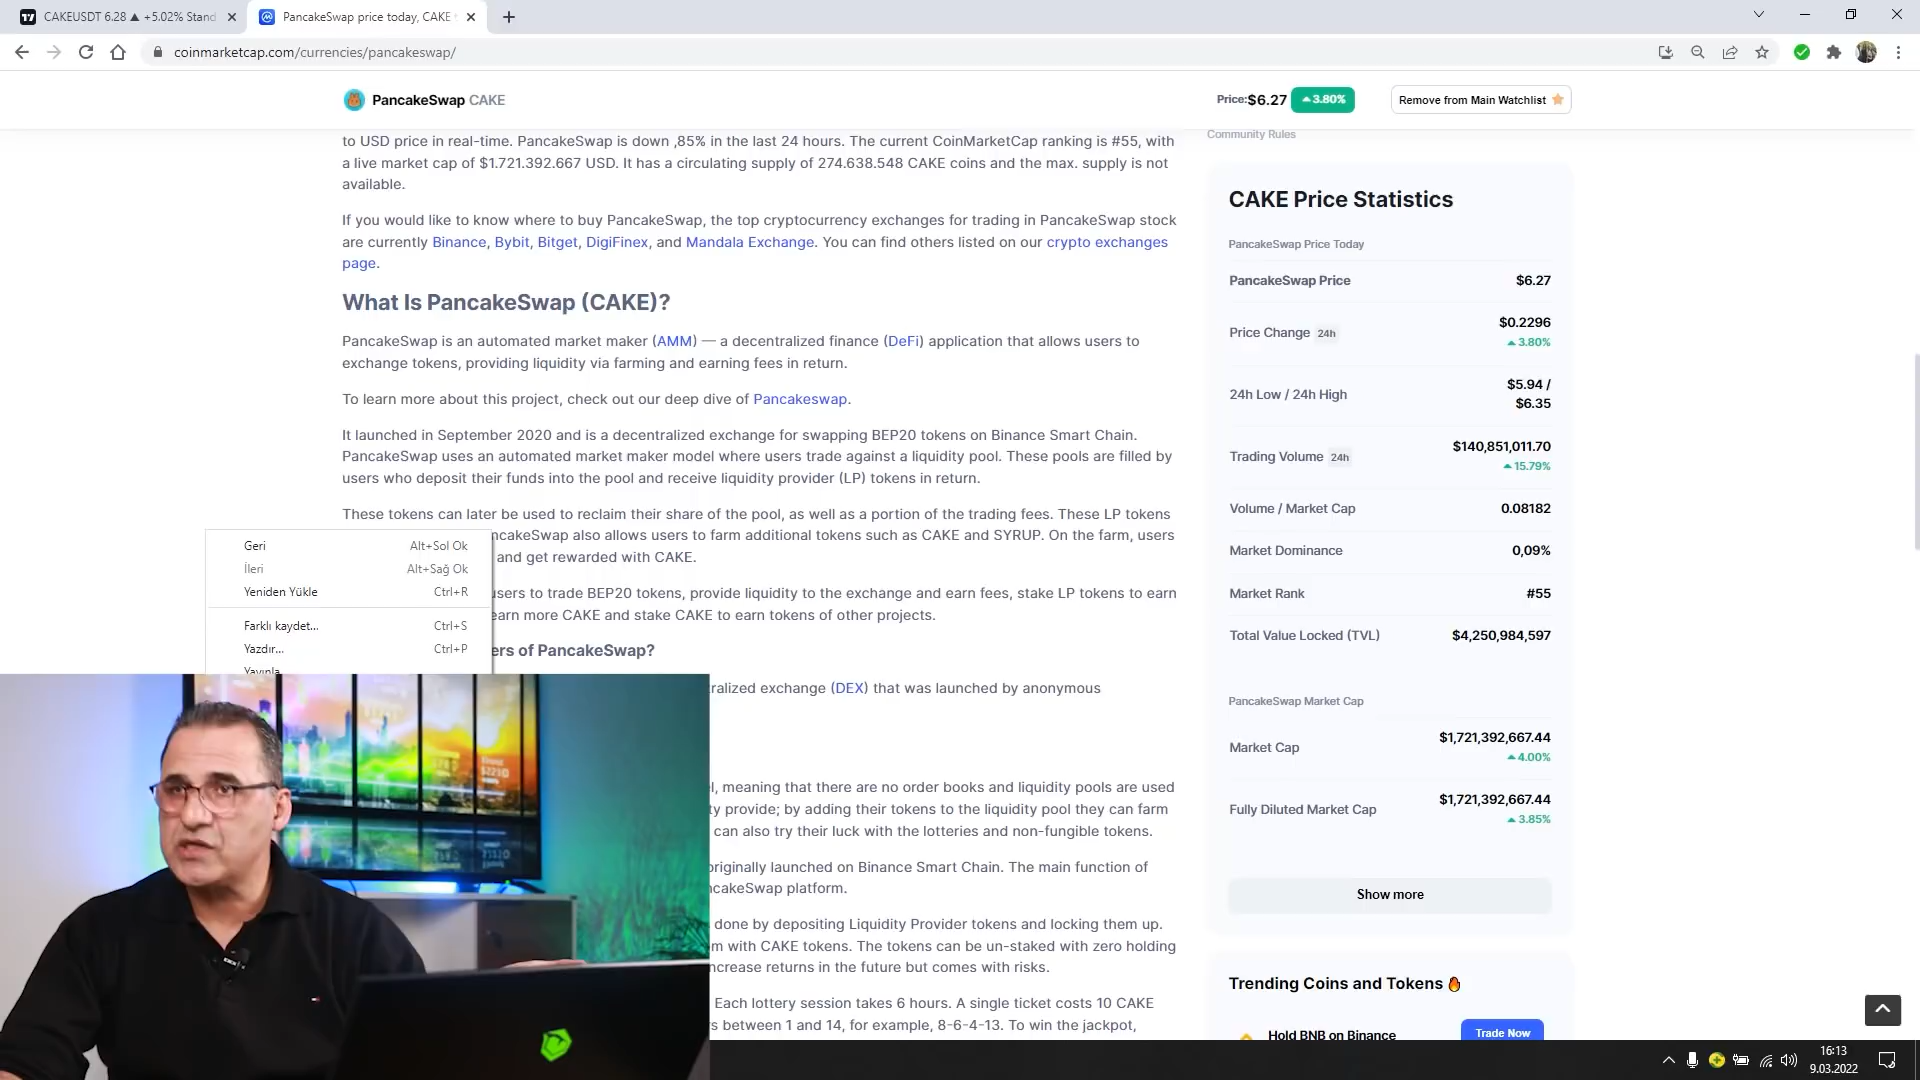 CAKEUSDT 6.28 ▲ +5.02% Stand
PancakeSwap price today, CAKE
coinmarketcap.com/currencies/pancakeswap/
PancakeSwap CAKE
Price:$6.27 3.80%
Remove from Main Watchlist
to USD price in real-time. PancakeSwap is down ,85% in the last 24 hours. The current CoinMarketCap ranking is #55, with
a live market cap of $1.721.392.667 USD. It has a circulating supply of 274.638.548 CAKE coins and the max. supply is not
available.
If you would like to know where to buy PancakeSwap, the top cryptocurrency exchanges for trading in PancakeSwap stock
are currently Binance, Bybit, Bitget, DigiFinex, and Mandala Exchange. You can find others listed on our crypto exchanges
page.
What Is PancakeSwap (CAKE)?
PancakeSwap is an automated market maker (AMM) — a decentralized finance (DeFi) application that allows users to
exchange tokens, providing liquidity via farming and earning fees in return.
To learn more about this project, check out our deep dive of Pancakeswap.
It launched in September 2020 and is a decentralized exchange for swapping BEP20 tokens on Binance Smart Chain.
PancakeSwap uses an automated market maker model where users trade against a liquidity pool. These pools are filled by
users who deposit their funds into the pool and receive liquidity provider (LP) tokens in return.
These tokens can later be used to reclaim their share of the pool, as well as a portion of the trading fees. These LP tokens
ncakeSwap also allows users to farm additional tokens such as CAKE and SYRUP. On the farm, users
and get rewarded with CAKE.
users to trade BEP20 tokens, provide liquidity to the exchange and earn fees, stake LP tokens to earn
earn more CAKE and stake CAKE to earn tokens of other projects.
ers of PancakeSwap?
tralized exchange (DEX) that was launched by anonymous
l, meaning that there are no order books and liquidity pools are used
ty provide; by adding their tokens to the liquidity pool they can farm
can also try their luck with the lotteries and non-fungible tokens.
originally launched on Binance Smart Chain. The main function of
ncakeSwap platform.
done by depositing Liquidity Provider tokens and locking them up.
m with CAKE tokens. The tokens can be un-staked with zero holding
ncrease returns in the future but comes with risks.
Each lottery session takes 6 hours. A single ticket costs 10 CAKE
s between 1 and 14, for example, 8-6-4-13. To win the jackpot,
Geri Alt+Sol Ok
İleri Alt+Sağ Ok
Yeniden Yükle Ctrl+R
Farklı kaydet... Ctrl+S
Yazdır... Ctrl+P
Yayınla
Community Rules
CAKE Price Statistics
PancakeSwap Price Today
PancakeSwap Price $6.27
Price Change 24h $0.2296
3.80%
24h Low / 24h High $5.94 /
$6.35
Trading Volume 24h $140,851,011.70
15.79%
Volume / Market Cap 0.08182
Market Dominance 0,09%
Market Rank #55
Total Value Locked (TVL) $4,250,984,597
PancakeSwap Market Cap
Market Cap $1,721,392,667.44
4.00%
Fully Diluted Market Cap $1,721,392,667.44
3.85%
Show more
Trending Coins and Tokens
Hold BNB on Binance Trade Now
16:13
9.03.2022